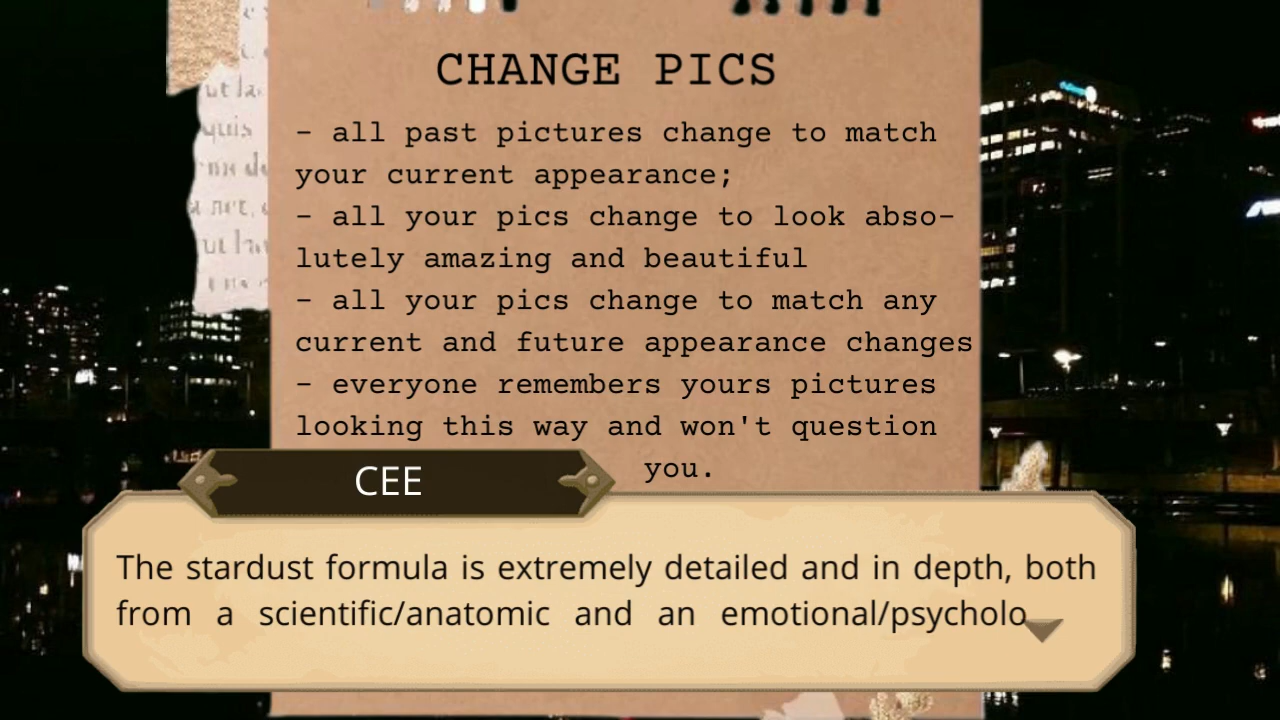 CHANGE PICS
- all past pictures change to match
your current appearance;
- all your pics change to look abso-
lutely amazing and beautiful
- all your pics change to match any
current and future appearance changes
- everyone remembers yours pictures
looking this way and won't question
you.
CEE
The stardust formula is extremely detailed and in depth, both
from a scientific/anatomic and an emotional/psycholo